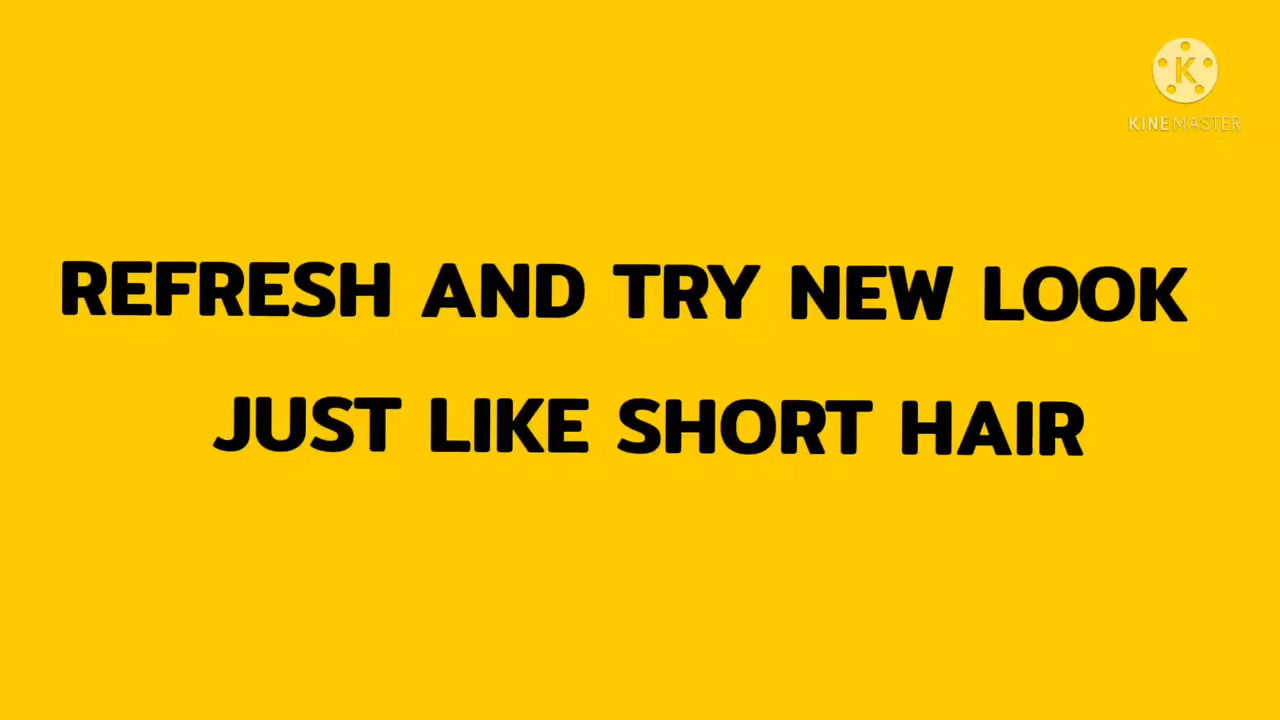 K
KINEMASTER
REFRESH AND TRY NEW LOOK
JUST LIKE SHORT HAIR